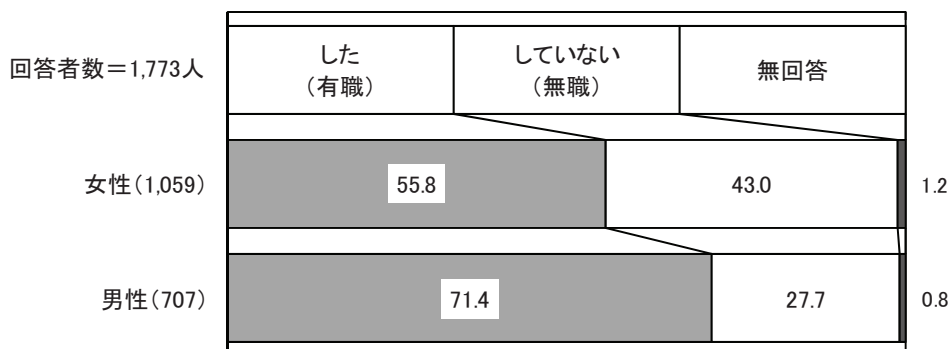 回答者数＝1,773人
した
（有職）
していない
（無職）
無回答
女性（1,059）
55.8
43.0
1.2
男性（707）
71.4
27.7
0.8